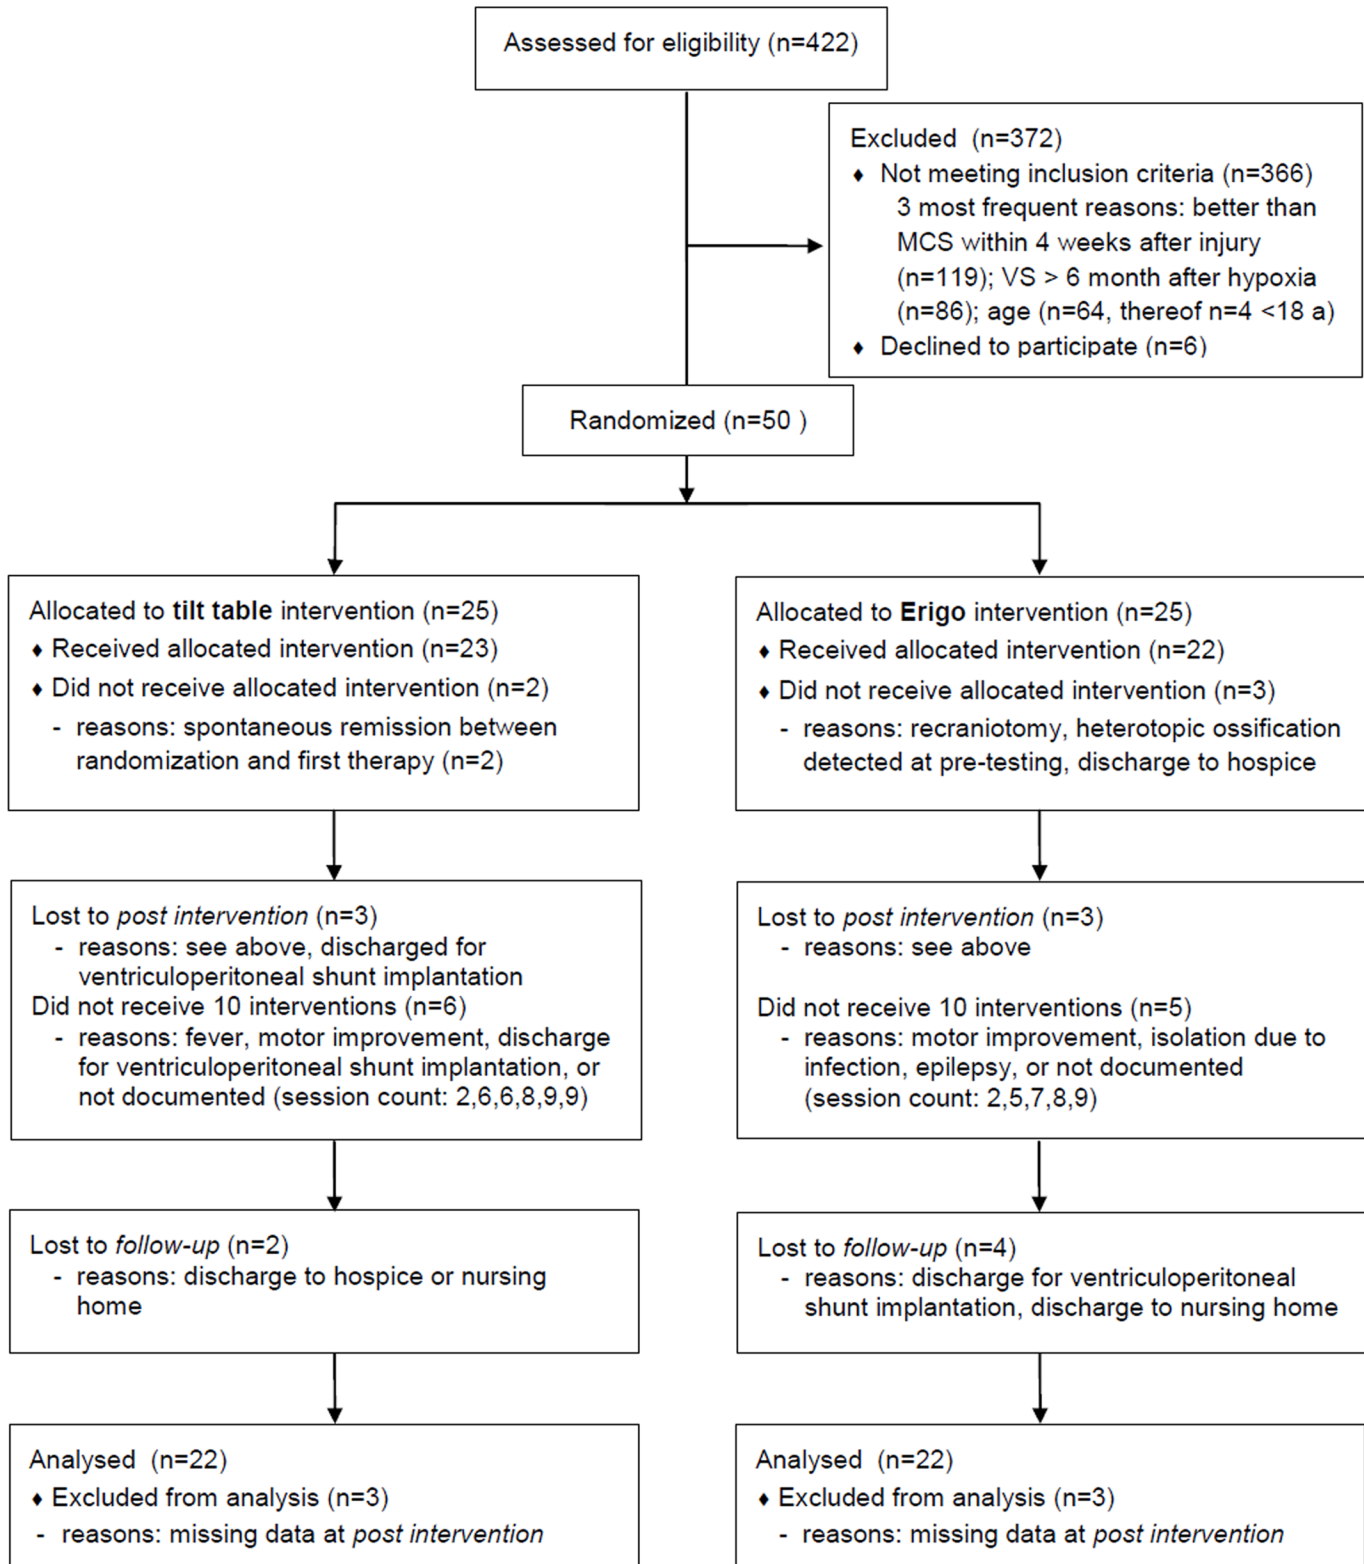 Assessed for eligibility (n=422)
Excluded (n=372)
♦ Not meeting inclusion criteria (n=366)
3 most frequent reasons: better than
MCS within 4 weeks after injury
(n=119); VS > 6 month after hypoxia
(n=86); age (n=64, thereof n=4 <18 a)
♦ Declined to participate (n=6)
Randomized (n=50 )
Allocated to tilt table intervention (n=25)
♦ Received allocated intervention (n=23)
♦ Did not receive allocated intervention (n=2)
- reasons: spontaneous remission between
randomization and first therapy (n=2)
Allocated to Erigo intervention (n=25)
♦ Received allocated intervention (n=22)
♦ Did not receive allocated intervention (n=3)
- reasons: recraniotomy, heterotopic ossification
detected at pre-testing, discharge to hospice
Lost to post intervention (n=3)
- reasons: see above, discharged for
ventriculoperitoneal shunt implantation
Did not receive 10 interventions (n=6)
- reasons: fever, motor improvement, discharge
for ventriculoperitoneal shunt implantation, or
not documented (session count: 2,6,6,8,9,9)
Lost to post intervention (n=3)
- reasons: see above
Did not receive 10 interventions (n=5)
- reasons: motor improvement, isolation due to
infection, epilepsy, or not documented
(session count: 2,5,7,8,9)
Lost to follow-up (n=2)
- reasons: discharge to hospice or nursing
home
Lost to follow-up (n=4)
- reasons: discharge for ventriculoperitoneal
shunt implantation, discharge to nursing home
Analysed (n=22)
♦ Excluded from analysis (n=3)
- reasons: missing data at post intervention
Analysed (n=22)
♦ Excluded from analysis (n=3)
- reasons: missing data at post intervention